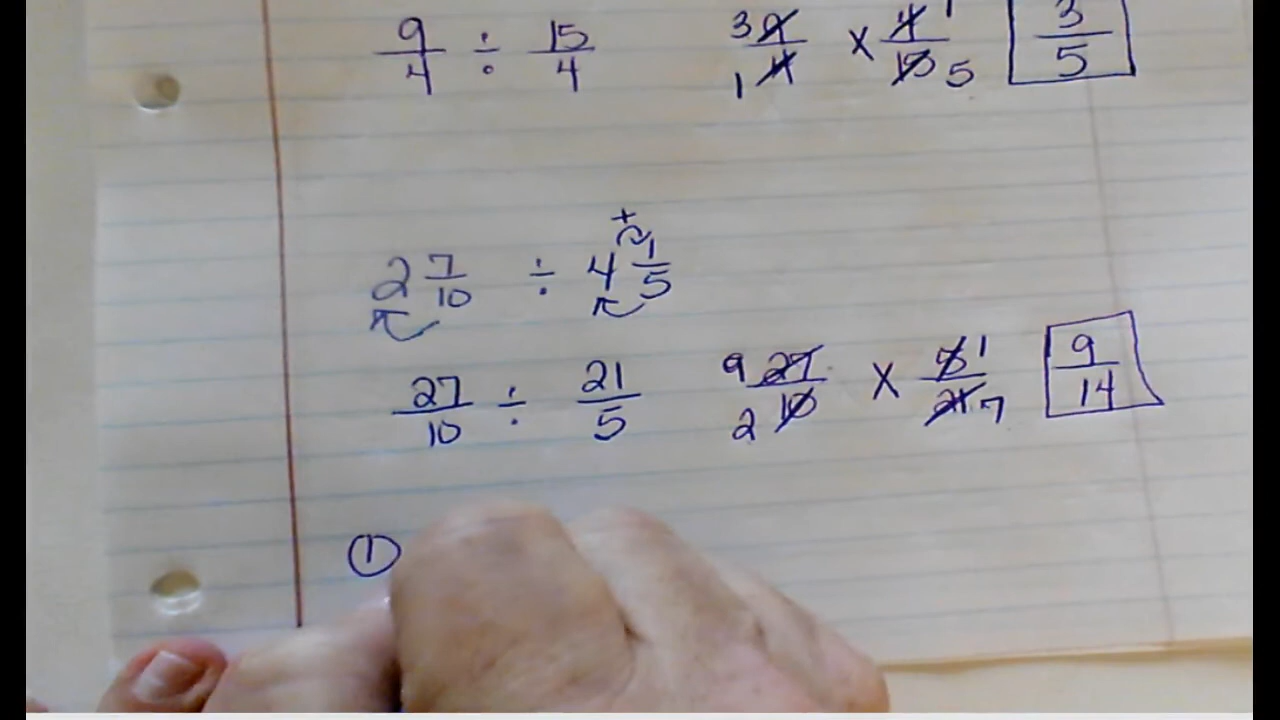 9/4 ÷ 15/4 3 9/4 1 × 4/15 1 5 3/5
+
2 7/10 ÷ 4 1/5
27/10 ÷ 21/5 9 27/10 2 × 5/21 1 7 9/14
①